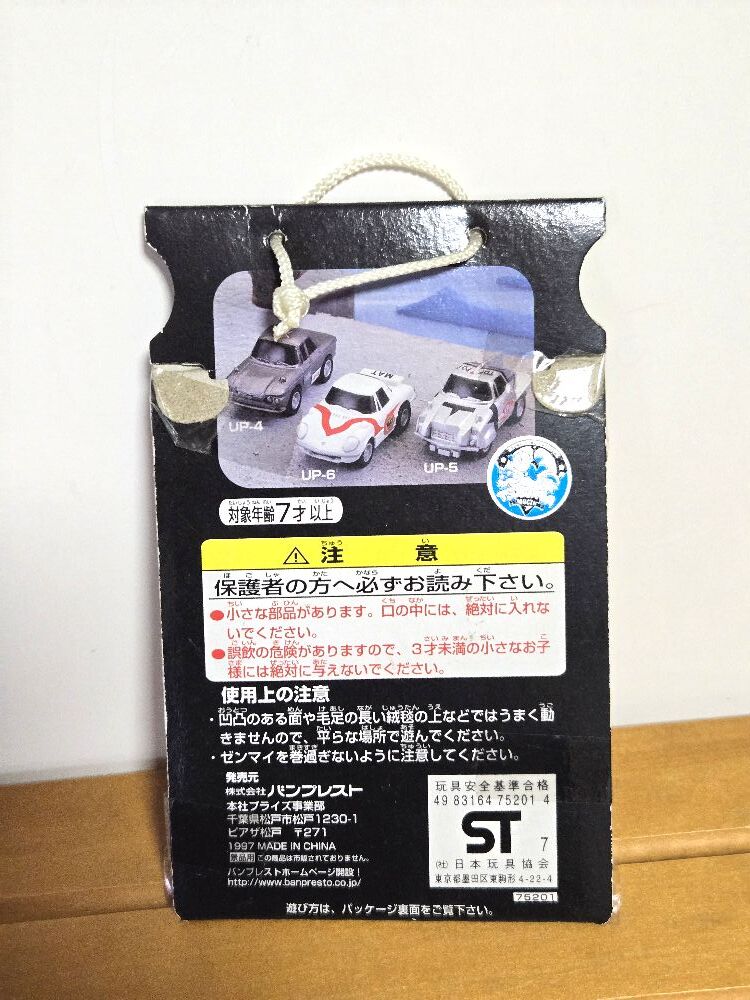 MAT
UP-4
UP-6
UP-5
対象年齢7才以上
⚠注意
保護者の方へ必ずお読み下さい。
●小さな部品があります。口の中には、絶対に入れな
いでください。
●誤飲の危険がありますので、3才未満の小さなお子
様には絶対に与えないでください。
使用上の注意
・凹凸のある面や毛足の長い絨毯の上などではうまく動
きませんので、平らな場所で遊んでください。
・ゼンマイを巻過ぎないように注意してください。
発売元
株式会社 バンプレスト
本社プライズ事業部
千葉県松戸市松戸1230-1
ピアザ松戸 〒271
1997 MADE IN CHINA
景品用 この商品は市販されておりません。
バンプレストホームページ開設!
http://www.banpresto.co.jp/
玩具安全基準合格
49 83164 75201 4
ST 7
(社)日本玩具協会
東京都墨田区東駒形4-22-4
75201
遊び方は、パッケージ裏面をご覧下さい。